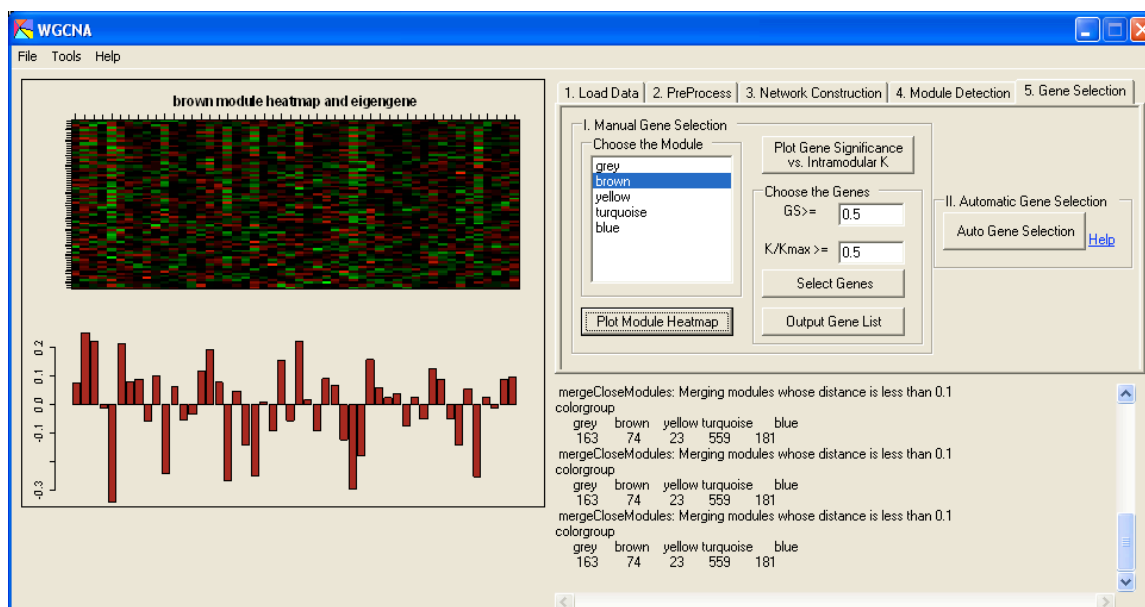 WGCNA
File Tools Help
brown module heatmap and eigengene
0.2
0.1
0.0
-0.1
-0.3
1. Load Data 2. PreProcess 3. Network Construction 4. Module Detection 5. Gene Selection
I. Manual Gene Selection
Choose the Module
grey
brown
yellow
turquoise
blue
Plot Module Heatmap
Plot Gene Significance
vs. Intramodular K
Choose the Genes
GS>= 0.5
K/Kmax >= 0.5
Select Genes
Output Gene List
II. Automatic Gene Selection
Auto Gene Selection Help
mergeCloseModules: Merging modules whose distance is less than 0.1
colorgroup
grey brown yellow turquoise blue
163 74 23 559 181
mergeCloseModules: Merging modules whose distance is less than 0.1
colorgroup
grey brown yellow turquoise blue
163 74 23 559 181
mergeCloseModules: Merging modules whose distance is less than 0.1
colorgroup
grey brown yellow turquoise blue
163 74 23 559 181